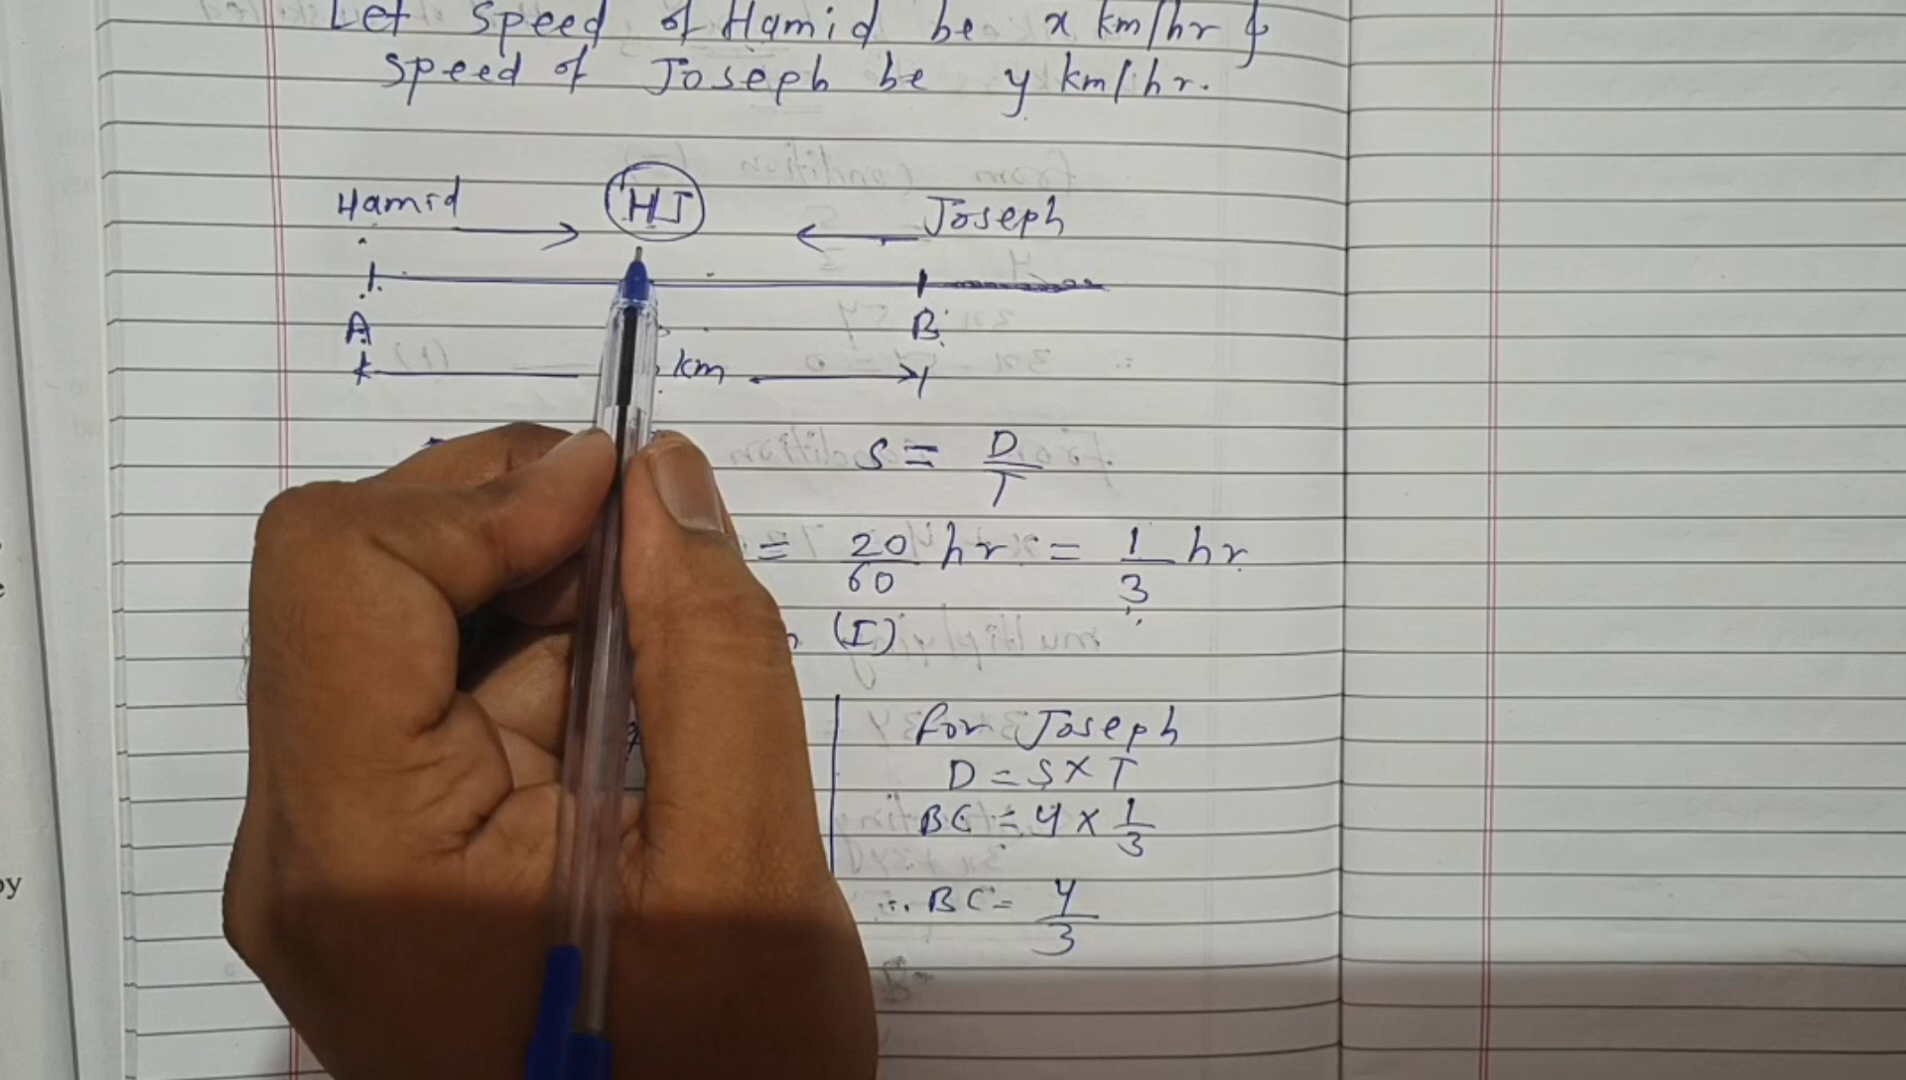 Let speed of Hamid be x km/hr &
speed of Joseph be y km/hr.
Hamid HJ Joseph
A B
km
S = D/T
= 20/60 hr = 1/3 hr
(I)
for Joseph
D = S × T
BC = y × 1/3
∴ BC = y/3